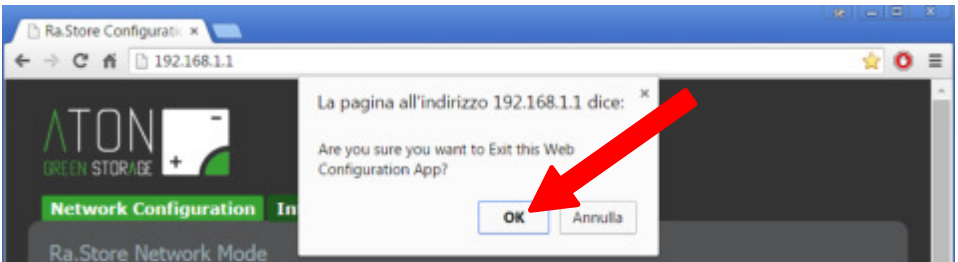 Ra.Store Configuratio
192.168.1.1
La pagina all'indirizzo 192.168.1.1 dice:
Are you sure you want to Exit this Web
Configuration App?
OK Annulla
ATON
GREEN STORAGE
Network Configuration In
Ra.Store Network Mode